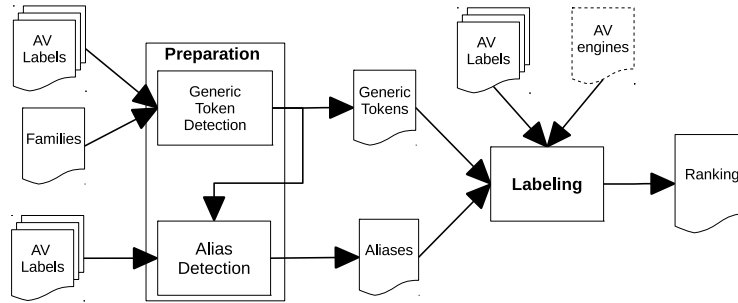 AV
Labels
Preparation
Generic
Token
Detection
Families
AV
Labels
Alias
Detection
Generic
Tokens
Aliases
AV
Labels
AV
engines
Labeling
Ranking